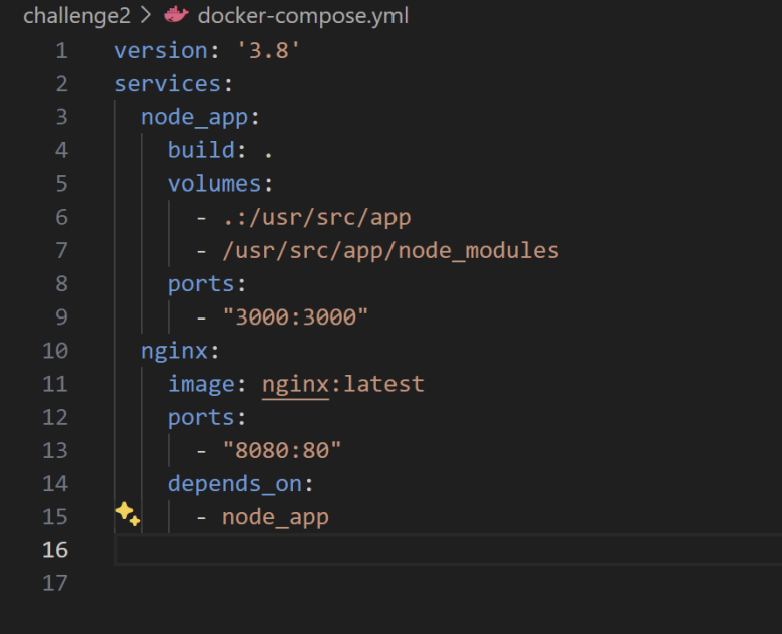 challenge2 > docker-compose.yml
1 version: '3.8'
2 services:
3   node_app:
4     build: .
5     volumes:
6       - .:/usr/src/app
7       - /usr/src/app/node_modules
8     ports:
9       - "3000:3000"
10   nginx:
11     image: nginx:latest
12     ports:
13       - "8080:80"
14     depends_on:
15       - node_app
16
17